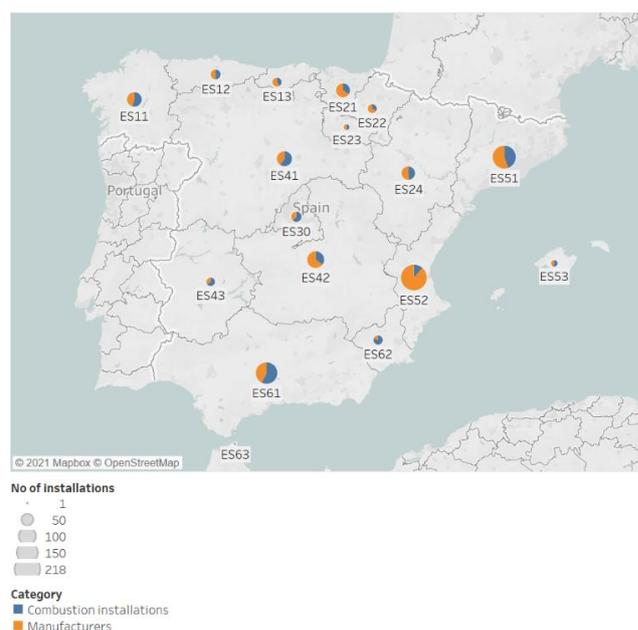 ES12
ES13
ES11
ES21
ES22
ES23
ES41
ES24
ES51
Portugal
Spain
ES30
ES42
ES53
ES43
ES52
ES62
ES61
ES63
© 2021 Mapbox © OpenStreetMap
No of installations
1
50
100
150
218
Category
Combustion installations
Manufacturers